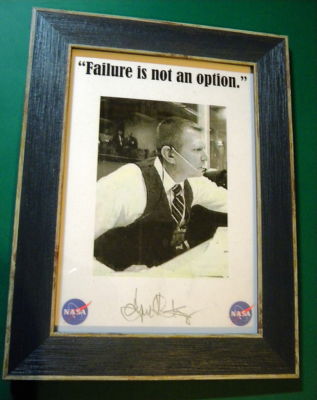 “Failure is not an option.”
NASA
NASA